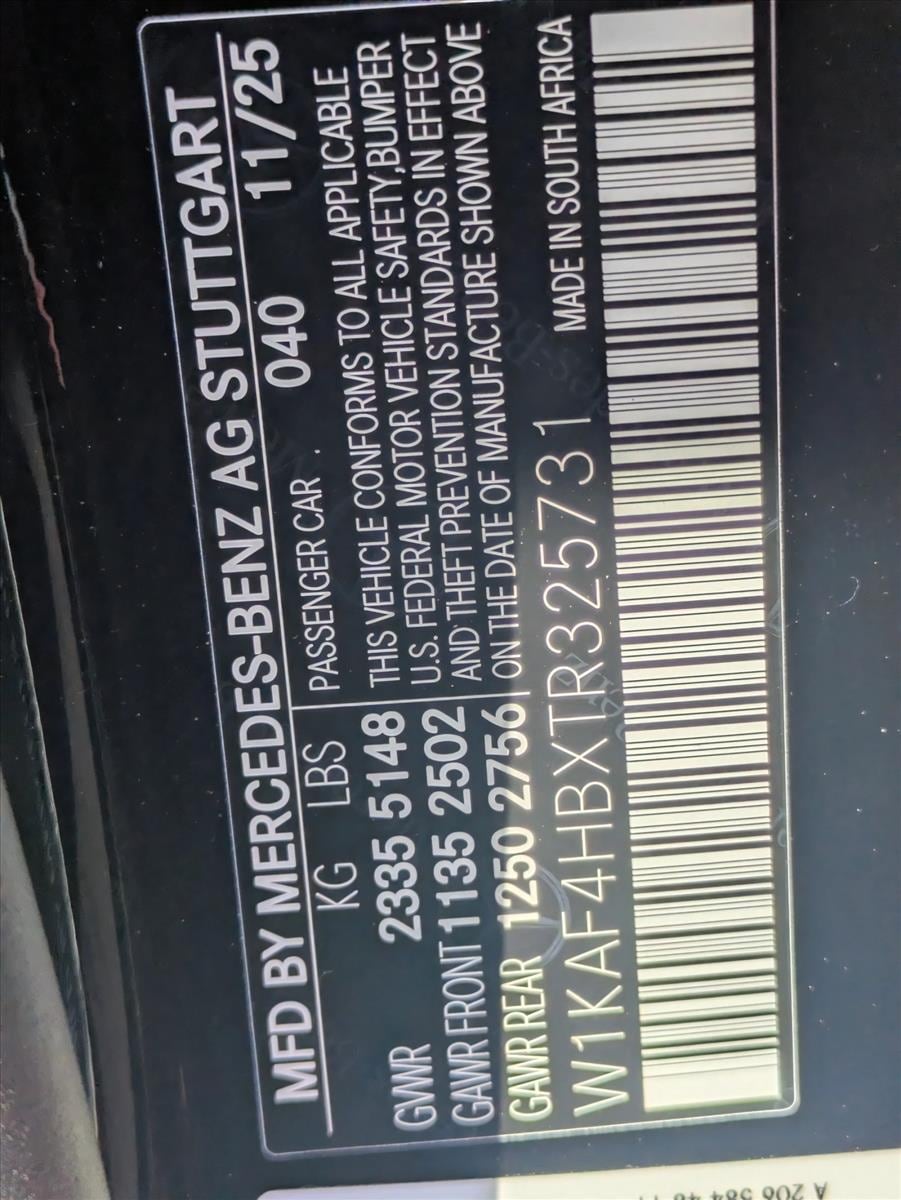 MFD BY MERCEDES-BENZ AG STUTTGART
KG LBS 040 11/25
PASSENGER CAR .
GVWR 2335 5148
GAWR FRONT 1135 2502
GAWR REAR 1250 2756
THIS VEHICLE CONFORMS TO ALL APPLICABLE
U.S. FEDERAL MOTOR VEHICLE SAFETY,BUMPER
AND THEFT PREVENTION STANDARDS IN EFFECT
ON THE DATE OF MANUFACTURE SHOWN ABOVE
W1KAF4HBXTR325731
MADE IN SOUTH AFRICA
A 206 584